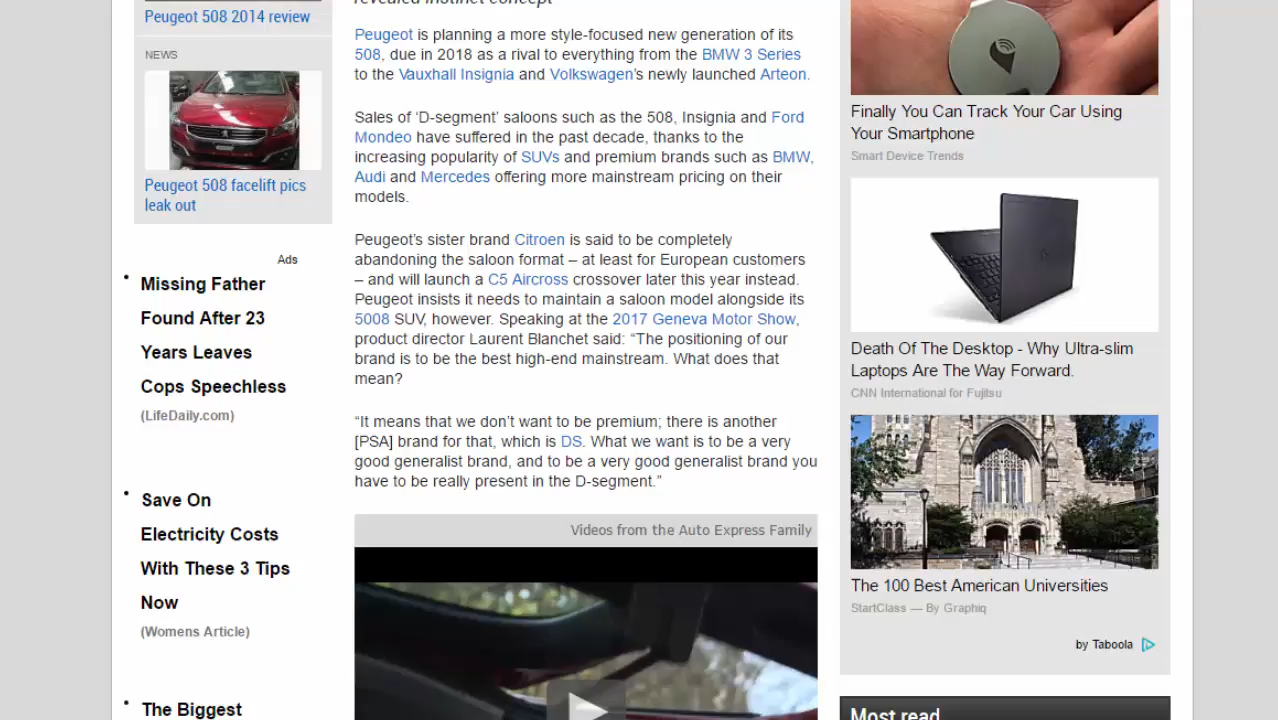 Peugeot 508 2014 review
NEWS
Peugeot 508 facelift pics
leak out
Ads
Missing Father
Found After 23
Years Leaves
Cops Speechless
(LifeDaily.com)
Save On
Electricity Costs
With These 3 Tips
Now
(Womens Article)
The Biggest
revealed Instinct concept
Peugeot is planning a more style-focused new generation of its
508, due in 2018 as a rival to everything from the BMW 3 Series
to the Vauxhall Insignia and Volkswagen’s newly launched Arteon.
Sales of ‘D-segment’ saloons such as the 508, Insignia and Ford
Mondeo have suffered in the past decade, thanks to the
increasing popularity of SUVs and premium brands such as BMW,
Audi and Mercedes offering more mainstream pricing on their
models.
Peugeot’s sister brand Citroen is said to be completely
abandoning the saloon format – at least for European customers
– and will launch a C5 Aircross crossover later this year instead.
Peugeot insists it needs to maintain a saloon model alongside its
5008 SUV, however. Speaking at the 2017 Geneva Motor Show,
product director Laurent Blanchet said: “The positioning of our
brand is to be the best high-end mainstream. What does that
mean?
“It means that we don’t want to be premium; there is another
[PSA] brand for that, which is DS. What we want is to be a very
good generalist brand, and to be a very good generalist brand you
have to be really present in the D-segment.”
Videos from the Auto Express Family
Finally You Can Track Your Car Using
Your Smartphone
Smart Device Trends
Death Of The Desktop - Why Ultra-slim
Laptops Are The Way Forward.
CNN International for Fujitsu
The 100 Best American Universities
StartClass — By Graphiq
by Taboola
Most read